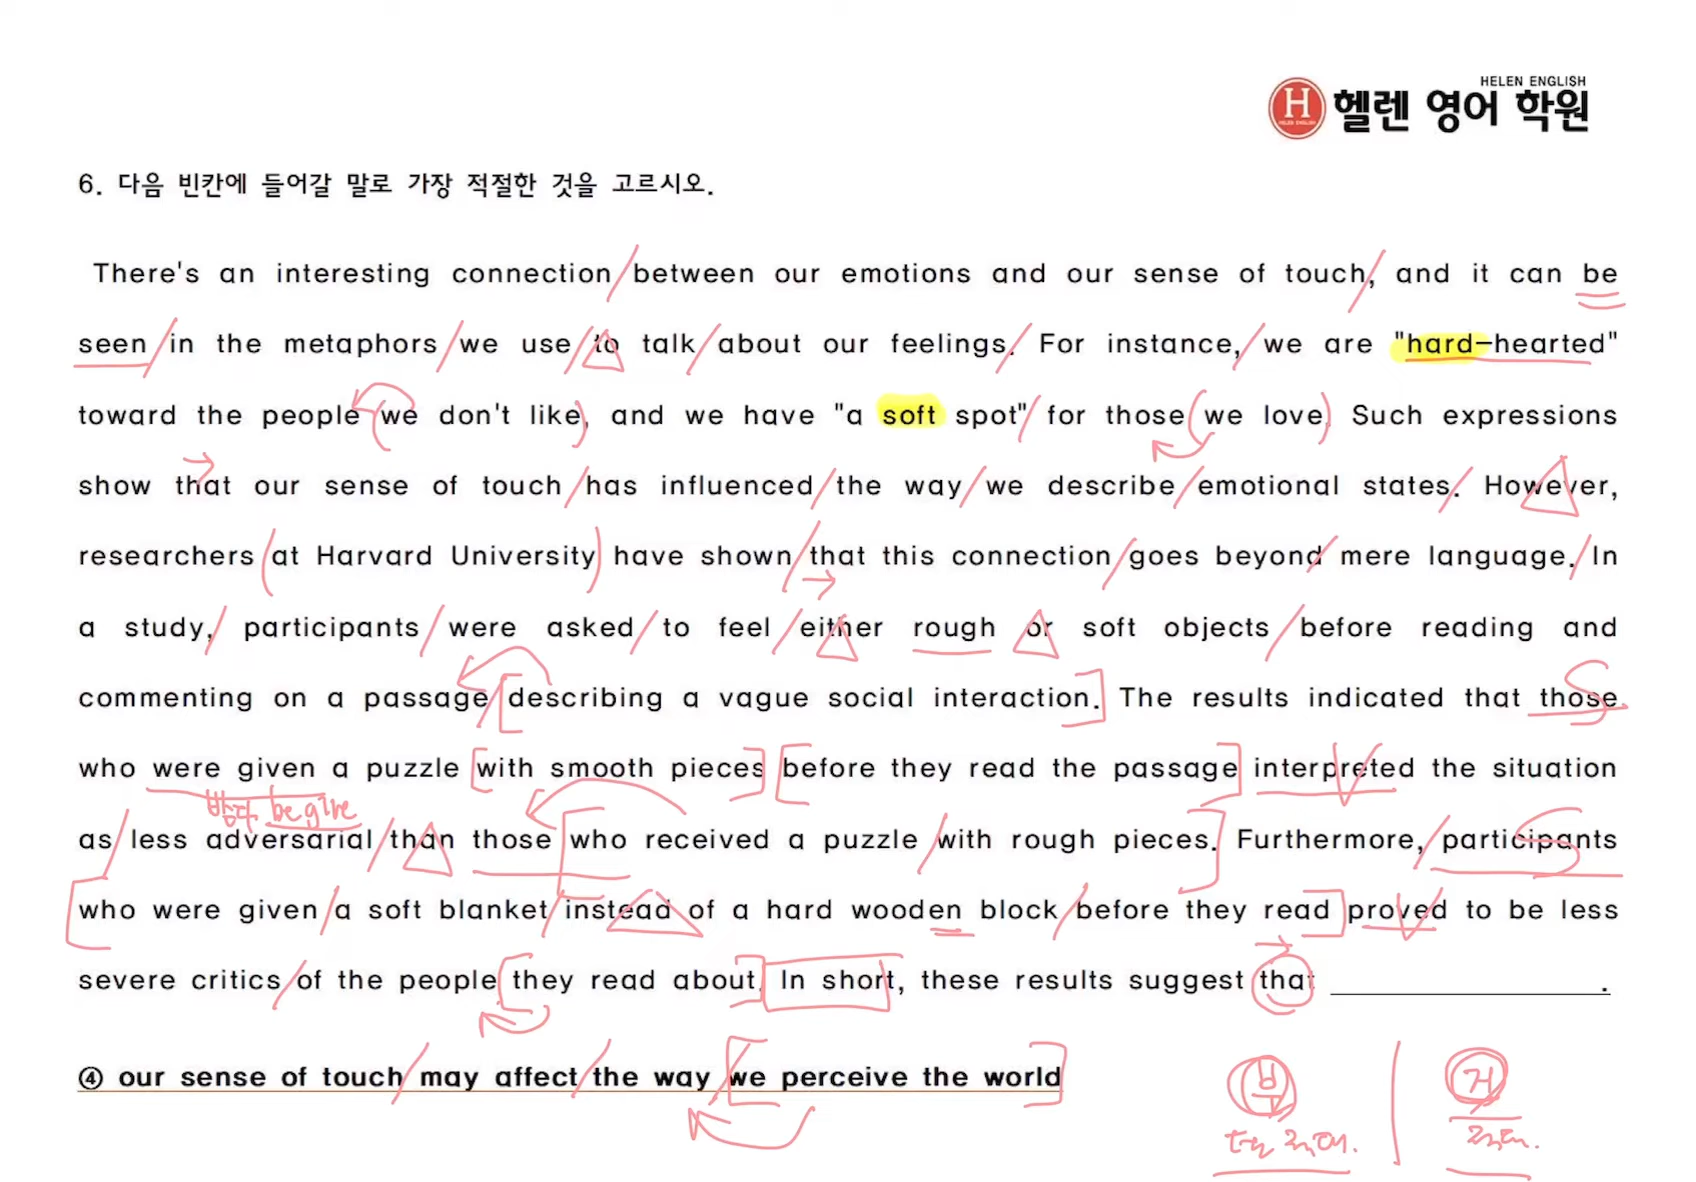 HELEN ENGLISH
H 헬렌 영어 학원
HELEN ENGLISH
6. 다음 빈칸에 들어갈 말로 가장 적절한 것을 고르시오.
There's an interesting connection between our emotions and our sense of touch, and it can be
seen in the metaphors we use to talk about our feelings. For instance, we are "hard-hearted"
toward the people we don't like, and we have "a soft spot" for those we love. Such expressions
show that our sense of touch has influenced the way we describe emotional states. However,
researchers at Harvard University have shown that this connection goes beyond mere language. In
a study, participants were asked to feel either rough or soft objects before reading and
commenting on a passage describing a vague social interaction. The results indicated that those
who were given a puzzle with smooth pieces before they read the passage interpreted the situation
받다 be give
as less adversarial than those who received a puzzle with rough pieces. Furthermore, participants
who were given a soft blanket instead of a hard wooden block before they read proved to be less
severe critics of the people they read about. In short, these results suggest that ____________.
④ our sense of touch may affect the way we perceive the world
부 거